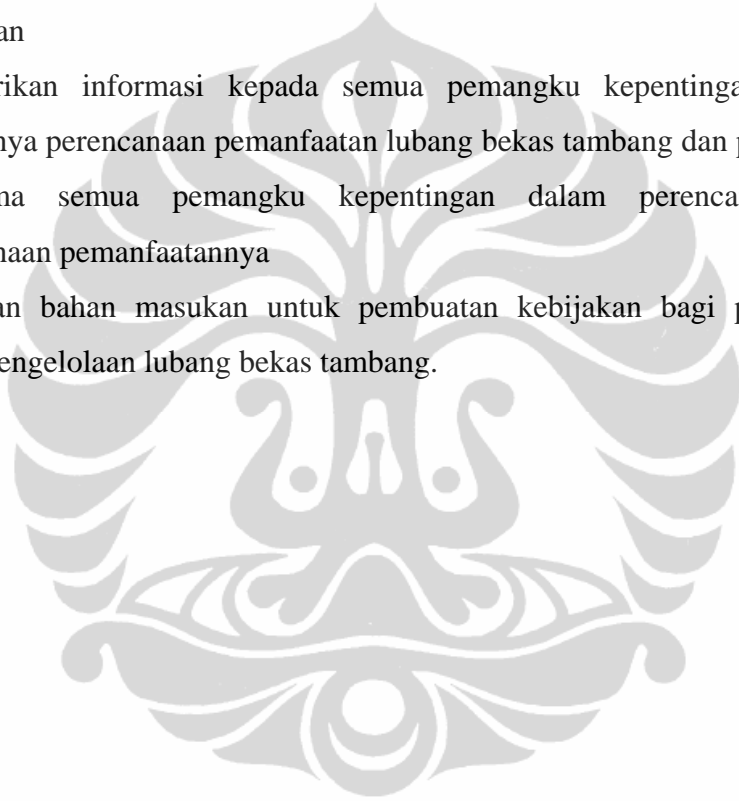 an
rikan informasi kepada semua pemangku kepentinga
nya perencanaan pemanfaatan lubang bekas tambang dan p
ma semua pemangku kepentingan dalam perenca
naan pemanfaatannya
an bahan masukan untuk pembuatan kebijakan bagi p
engelolaan lubang bekas tambang.